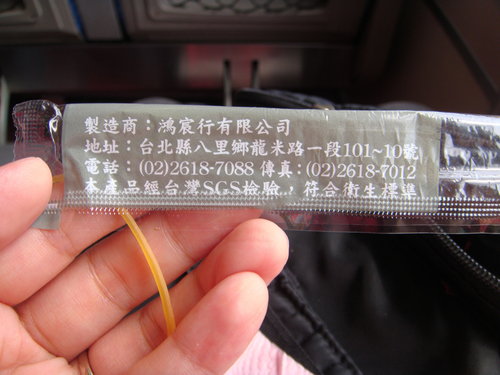 製造商：鴻宸行有限公司
地址：台北縣八里鄉龍米路一段101~10號
電話：(02)2618-7088 傳真：(02)2618-7012
本產品經台灣SGS檢驗，符合衛生標準